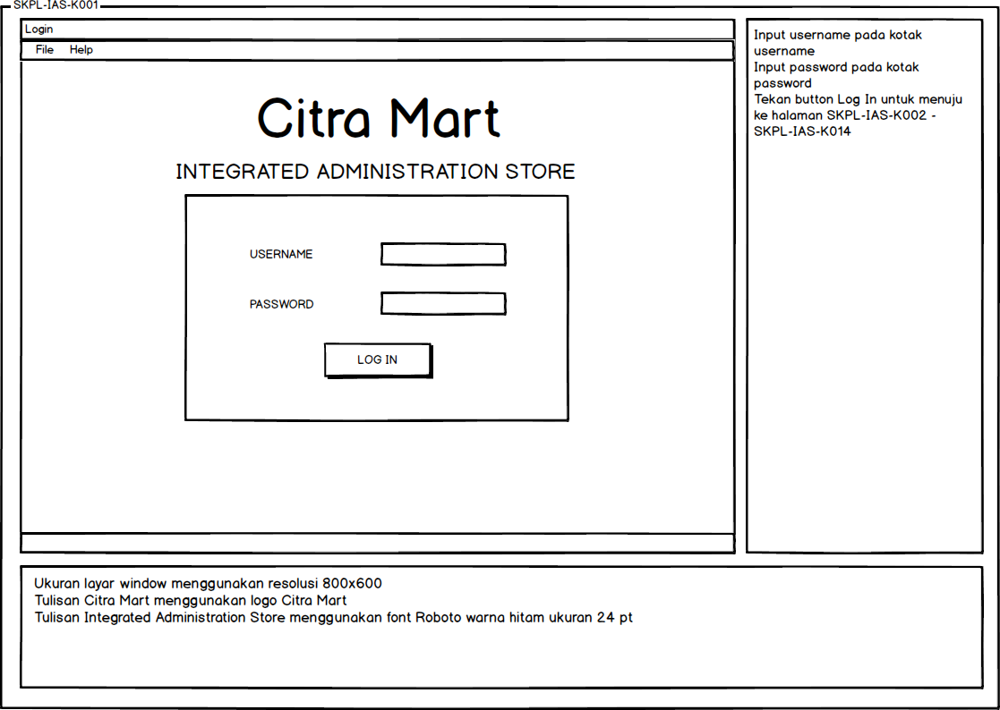 SKPL-IAS-K001
Login
File Help
Citra Mart
INTEGRATED ADMINISTRATION STORE
USERNAME
PASSWORD
LOG IN
Input username pada kotak
username
Input password pada kotak
password
Tekan button Log In untuk menuju
ke halaman SKPL-IAS-K002 -
SKPL-IAS-K014
Ukuran layar window menggunakan resolusi 800x600
Tulisan Citra Mart menggunakan logo Citra Mart
Tulisan Integrated Administration Store menggunakan font Roboto warna hitam ukuran 24 pt